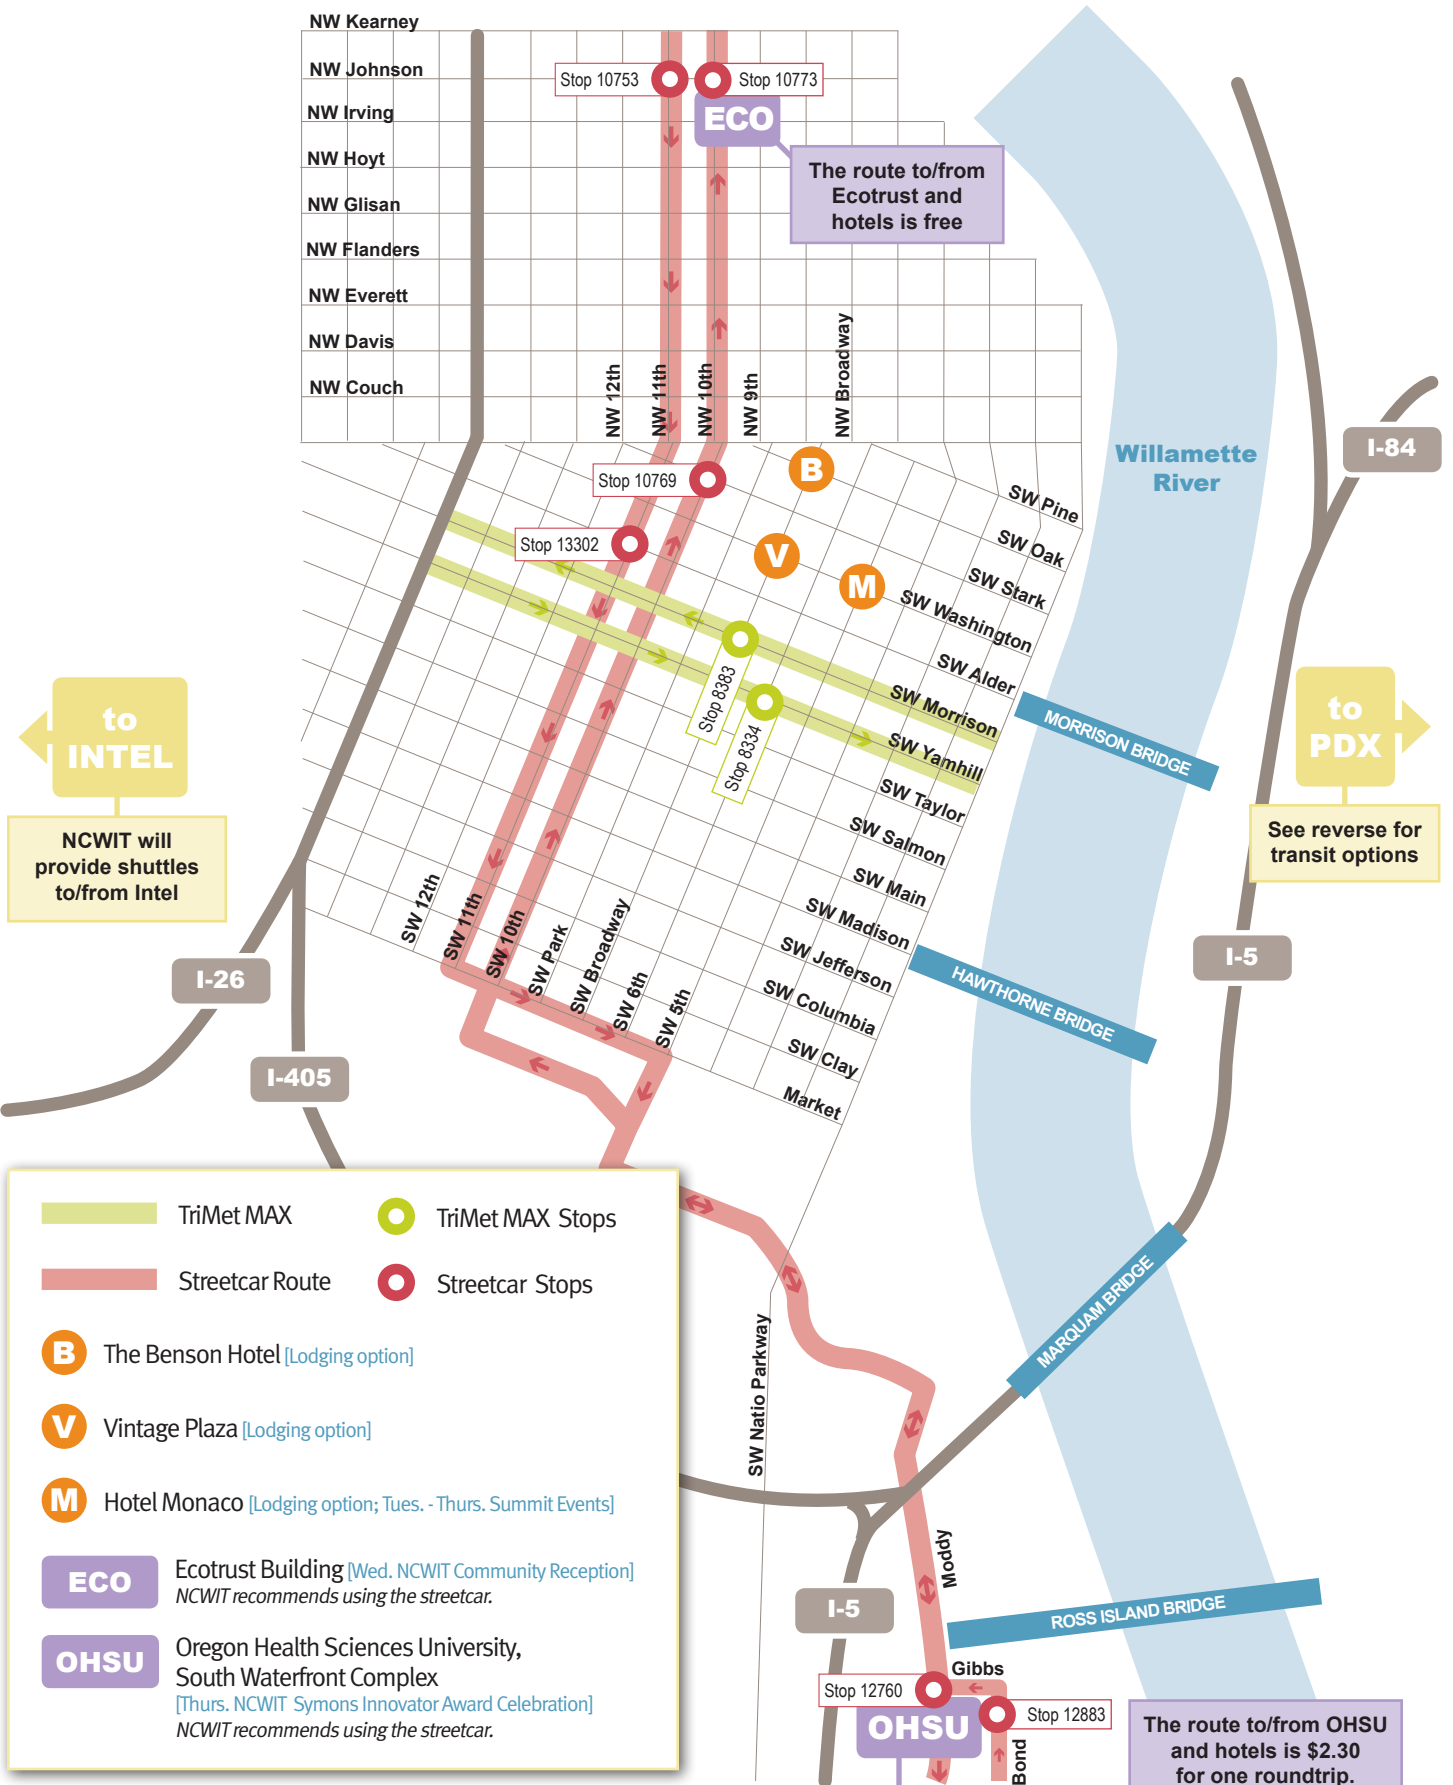 NW Kearney
NW Johnson
NW Irving
NW Hoyt
NW Glisan
NW Flanders
NW Everett
NW Davis
NW Couch
Stop 10753
Stop 10773
ECO
The route to/from
Ecotrust and
hotels is free
NW 12th
NW 11th
NW 10th
NW 9th
NW Broadway
Willamette
River
I-84
Stop 10769
B
Stop 13302
V
M
SW Pine
SW Oak
SW Stark
SW Washington
SW Alder
SW Morrison
SW Yamhill
SW Taylor
SW Salmon
SW Main
SW Madison
SW Jefferson
SW Columbia
SW Clay
Market
Stop 8383
Stop 8334
MORRISON BRIDGE
to
INTEL
NCWIT will
provide shuttles
to/from Intel
to
PDX
See reverse for
transit options
SW 12th
SW 11th
SW 10th
SW Park
SW Broadway
SW 6th
SW 5th
HAWTHORNE BRIDGE
I-5
I-26
I-405
TriMet MAX
TriMet MAX Stops
Streetcar Route
Streetcar Stops
B The Benson Hotel [Lodging option]
V Vintage Plaza [Lodging option]
M Hotel Monaco [Lodging option; Tues. - Thurs. Summit Events]
ECO Ecotrust Building [Wed. NCWIT Community Reception]
NCWIT recommends using the streetcar.
OHSU Oregon Health Sciences University,
South Waterfront Complex
[Thurs. NCWIT Symons Innovator Award Celebration]
NCWIT recommends using the streetcar.
SW Natio Parkway
MARQUAM BRIDGE
Moddy
I-5
ROSS ISLAND BRIDGE
Gibbs
Stop 12760
OHSU
Stop 12883
Bond
The route to/from OHSU
and hotels is $2.30
for one roundtrip.